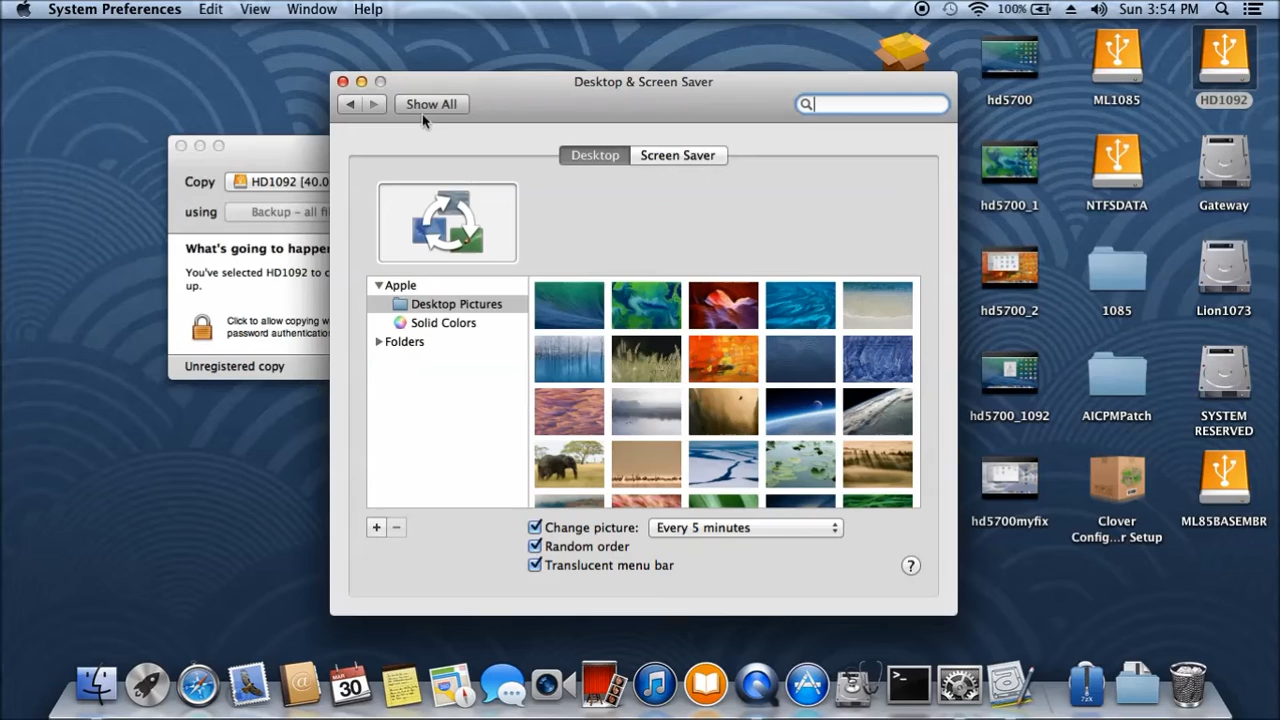 System Preferences Edit View Window Help
100% Sun 3:54 PM
Desktop & Screen Saver
Show All
Desktop Screen Saver
Apple
Desktop Pictures
Solid Colors
Folders
+ −
Change picture: Every 5 minutes
Random order
Translucent menu bar
?
Copy HD1092 [40.0
using Backup - all fil
What's going to happen
You've selected HD1092 to c
up.
Click to allow copying w
password authentication
Unregistered copy
hd5700 ML1085 HD1092
hd5700_1 NTFSDATA Gateway
hd5700_2 1085 Lion1073
hd5700_1092 AICPMPatch SYSTEM
RESERVED
hd5700myfix Clover
Config...r Setup
ML85BASEMBR
MAR
30